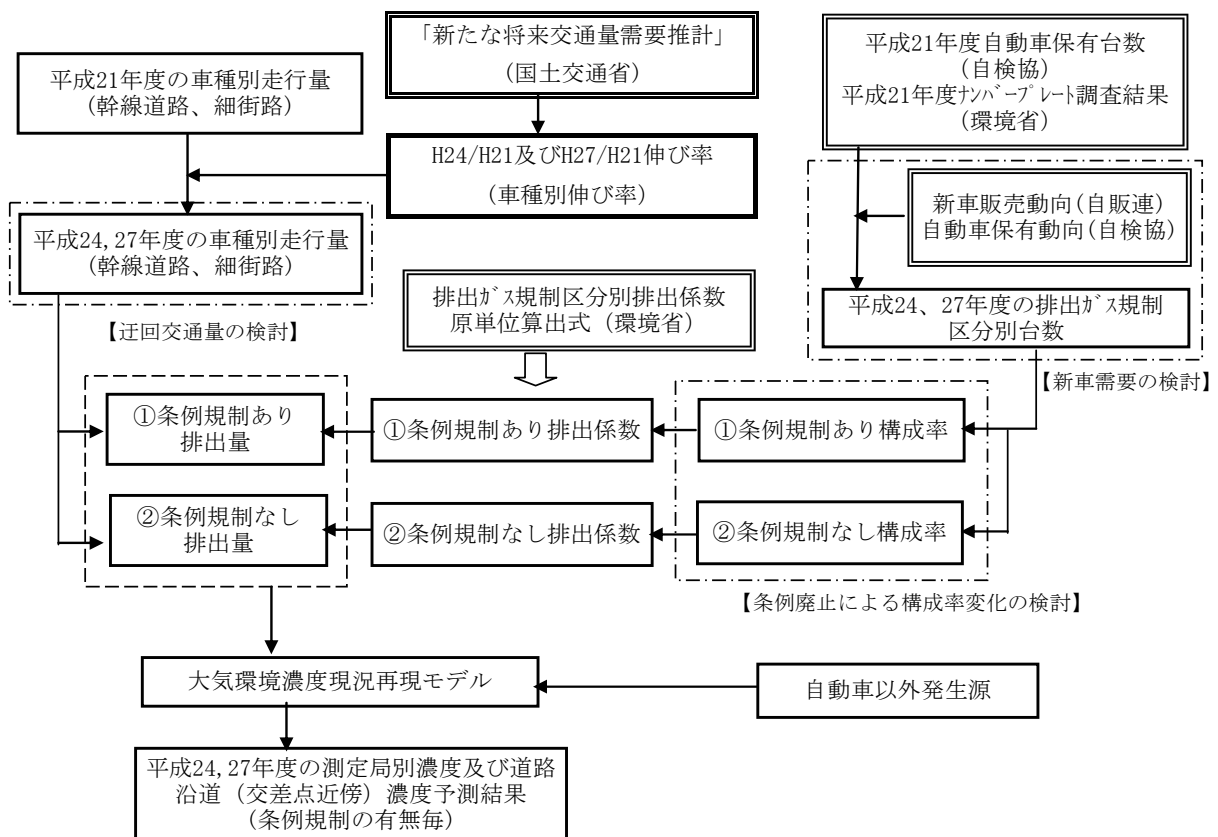 「新たな将来交通量需要推計」
(国土交通省)
平成21年度の車種別走行量
(幹線道路、細街路)
平成21年度自動車保有台数
(自検協)
平成21年度ﾅﾝﾊﾞｰﾌﾟﾚｰﾄ調査結果
(環境省)
H24/H21及びH27/H21伸び率
(車種別伸び率)
新車販売動向(自販連)
自動車保有動向(自検協)
平成24,27年度の車種別走行量
(幹線道路、細街路)
【迂回交通量の検討】
排出ｶﾞｽ規制区分別排出係数
原単位算出式（環境省）
平成24、27年度の排出ｶﾞｽ規制
区分別台数
【新車需要の検討】
①条例規制あり
排出量
①条例規制あり排出係数
①条例規制あり構成率
②条例規制なし
排出量
②条例規制なし排出係数
②条例規制なし構成率
【条例廃止による構成率変化の検討】
大気環境濃度現況再現モデル
自動車以外発生源
平成24,27年度の測定局別濃度及び道路
沿道（交差点近傍）濃度予測結果
(条例規制の有無毎)